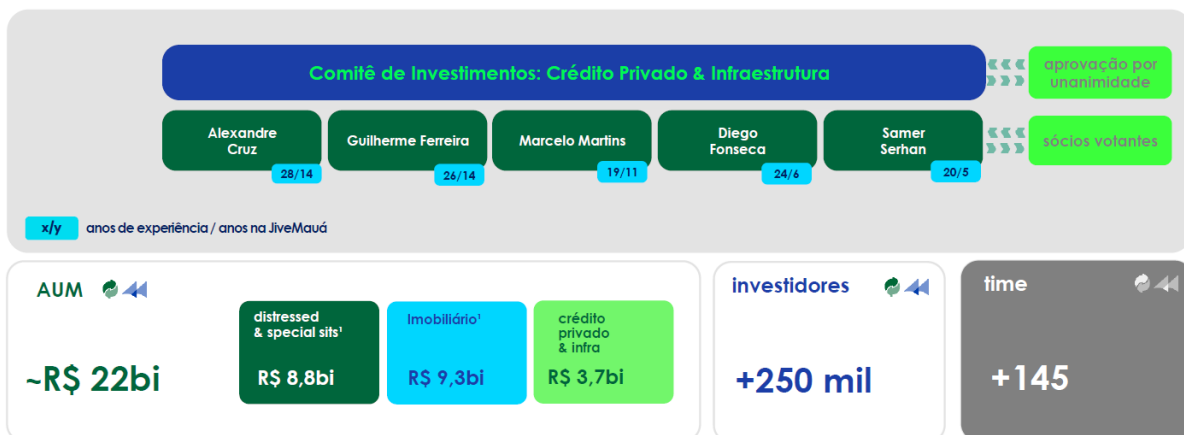 Comitê de Investimentos: Crédito Privado & Infraestrutura
aprovação por
unanimidade
Alexandre
Cruz
28/14
Guilherme Ferreira
26/14
Marcelo Martins
19/11
Diego
Fonseca
24/6
Samer
Serhan
20/5
sócios votantes
x/y anos de experiência / anos na JiveMauá
AUM
~R$ 22bi
distressed
& special sits¹
R$ 8,8bi
Imobiliário¹
R$ 9,3bi
crédito
privado
& infra
R$ 3,7bi
investidores
+250 mil
time
+145